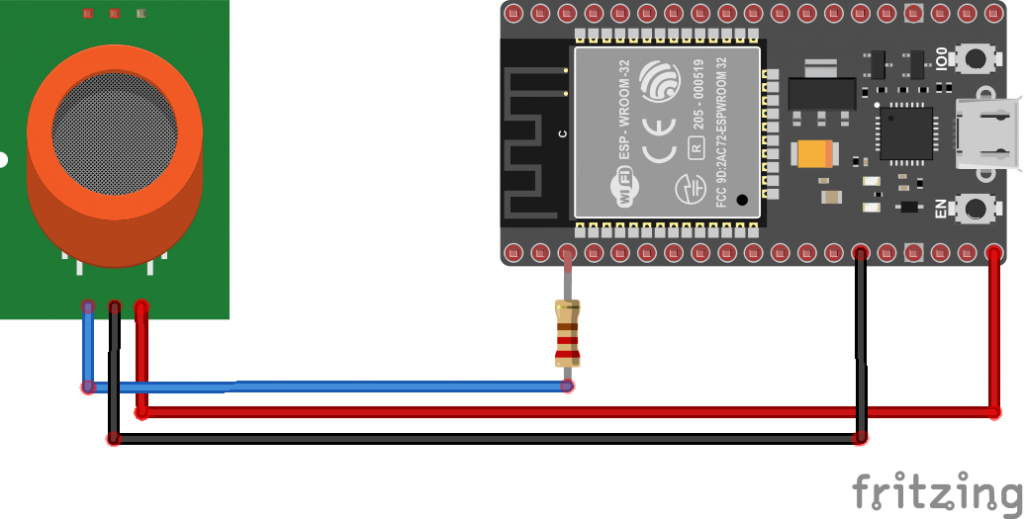 IO0
C
ESP - WROOM-32
205 - 000519
CE
R
WiFi
FCC 9D:2AC72-ESPWROOM 32
EN
fritzing